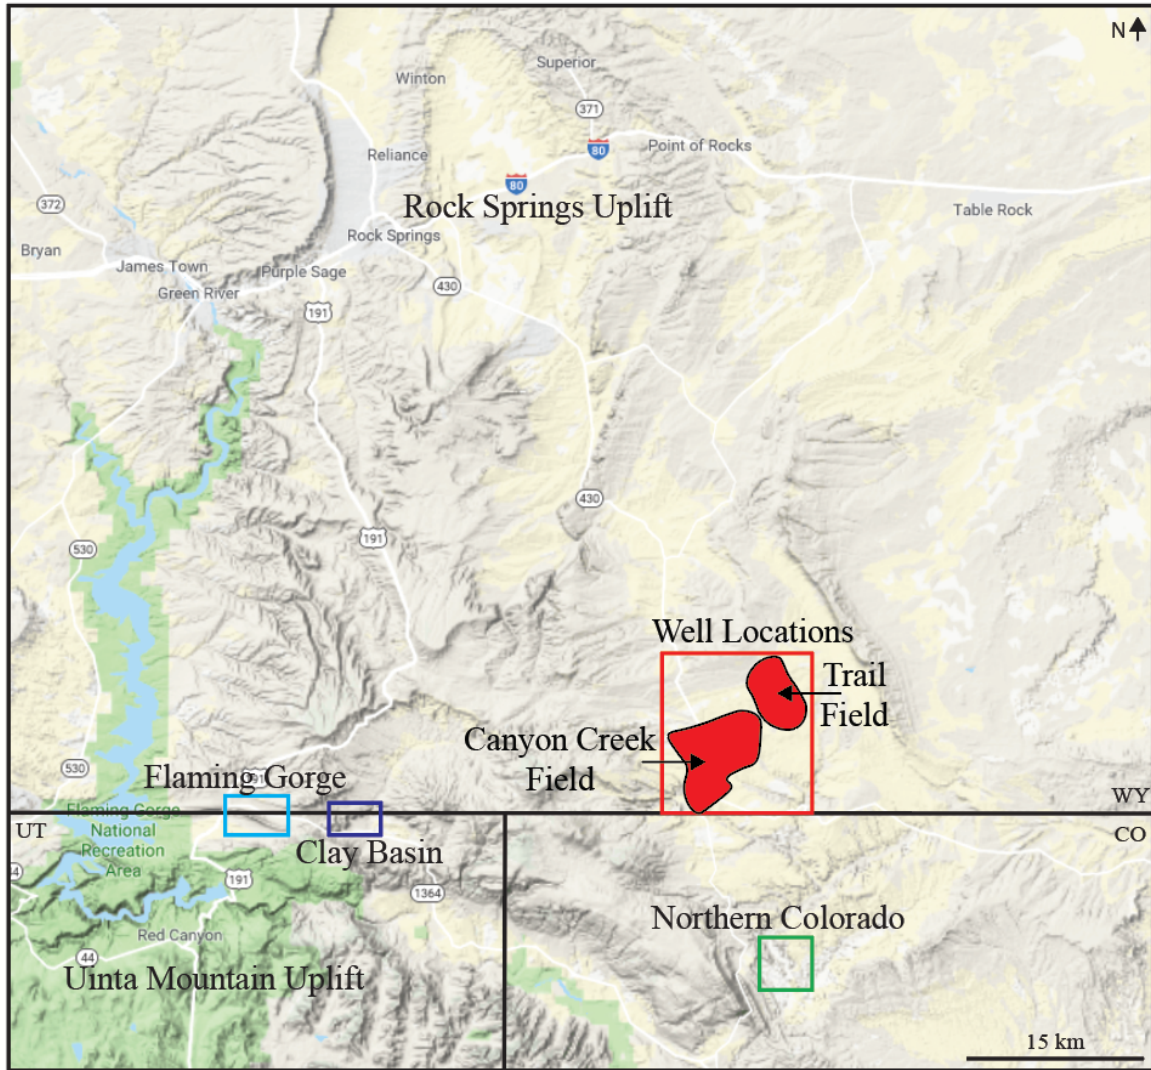 N
Superior
Winton
371
80
Point of Rocks
Reliance
80
Rock Springs Uplift
372
Table Rock
Rock Springs
Bryan
James Town
Purple Sage
Green River
430
191
430
191
530
Well Locations
Trail
Field
Canyon Creek
Field
530
Flaming Gorge
191
WY
Flaming Gorge
National
Recreation
Area
UT
CO
Clay Basin
191
1364
Northern Colorado
Red Canyon
44
Uinta Mountain Uplift
15 km